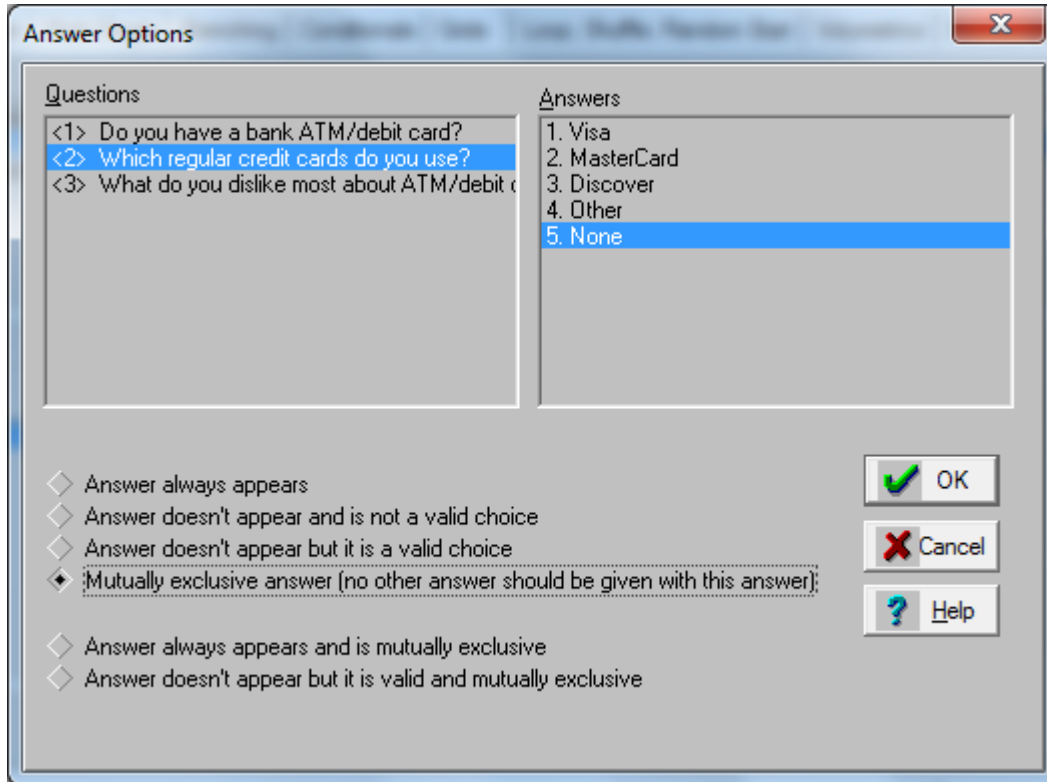 Answer Options
Questions
<1> Do you have a bank ATM/debit card?
<2> Which regular credit cards do you use?
<3> What do you dislike most about ATM/debit
Answers
1. Visa
2. MasterCard
3. Discover
4. Other
5. None
Answer always appears
Answer doesn't appear and is not a valid choice
Answer doesn't appear but it is a valid choice
Mutually exclusive answer (no other answer should be given with this answer)
Answer always appears and is mutually exclusive
Answer doesn't appear but it is valid and mutually exclusive
OK
Cancel
Help